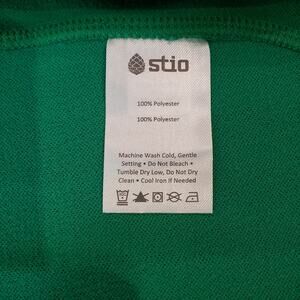 stio
100% Polyester
100% Polyester
Machine Wash Cold, Gentle
Setting • Do Not Bleach •
Tumble Dry Low, Do Not Dry
Clean • Cool Iron If Needed